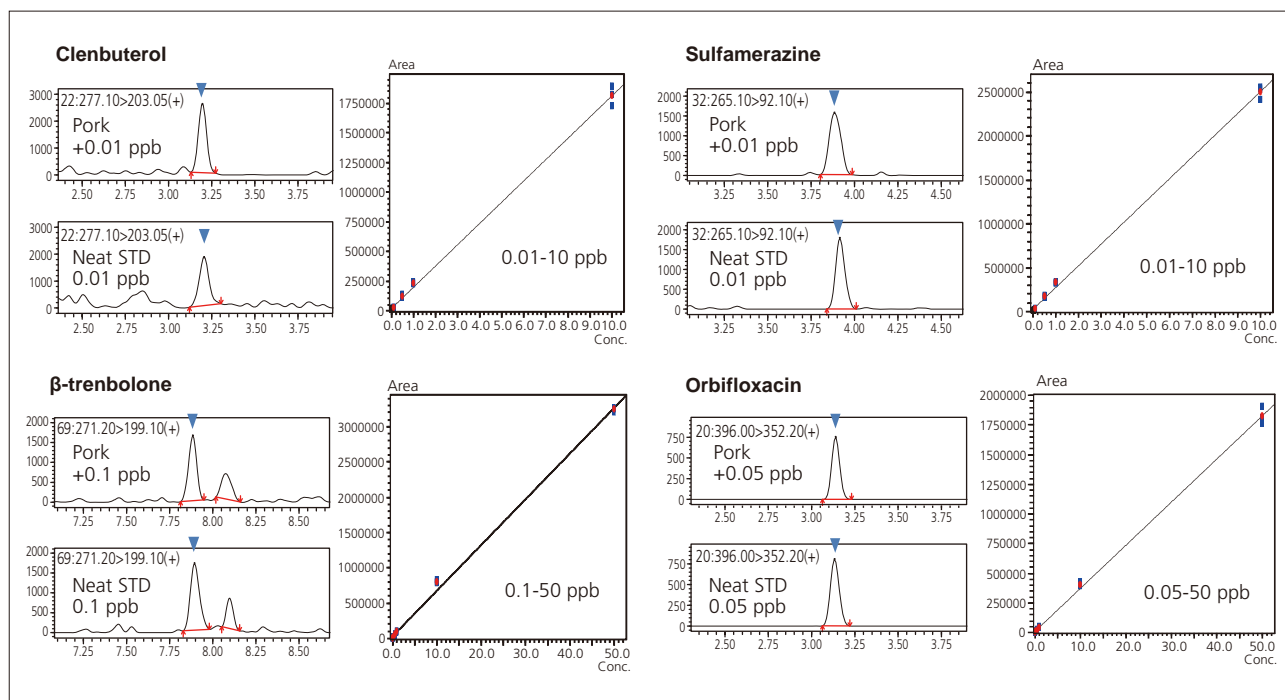 Clenbuterol
22:277.10>203.05(+)
Pork
+0.01 ppb
3000
2000
1000
0
2.50 2.75 3.00 3.25 3.50 3.75
22:277.10>203.05(+)
Neat STD
0.01 ppb
3000
2000
1000
0
2.50 2.75 3.00 3.25 3.50 3.75
Area
1750000
1500000
1250000
1000000
750000
500000
250000
0
0.01-10 ppb
0.0 1.0 2.0 3.0 4.0 5.0 6.0 7.0 8.0 9.0 10.0
Conc.
Sulfamerazine
32:265.10>92.10(+)
Pork
+0.01 ppb
2000
1500
1000
500
0
3.25 3.50 3.75 4.00 4.25 4.50
32:265.10>92.10(+)
Neat STD
0.01 ppb
2000
1500
1000
500
0
3.25 3.50 3.75 4.00 4.25 4.50
Area
2500000
2000000
1500000
1000000
500000
0
0.01-10 ppb
0.0 1.0 2.0 3.0 4.0 5.0 6.0 7.0 8.0 9.0 10.0
Conc.
β-trenbolone
69:271.20>199.10(+)
Pork
+0.1 ppb
2000
1500
1000
500
0
7.25 7.50 7.75 8.00 8.25 8.50
69:271.20>199.10(+)
Neat STD
0.1 ppb
2000
1500
1000
500
0
7.25 7.50 7.75 8.00 8.25 8.50
Area
3000000
2500000
2000000
1500000
1000000
500000
0
0.1-50 ppb
0.0 10.0 20.0 30.0 40.0 50.0
Conc.
Orbifloxacin
20:396.00>352.20(+)
Pork
+0.05 ppb
750
500
250
0
2.50 2.75 3.00 3.25 3.50 3.75
20:396.00>352.20(+)
Neat STD
0.05 ppb
750
500
250
0
2.50 2.75 3.00 3.25 3.50 3.75
Area
2000000
1750000
1500000
1250000
1000000
750000
500000
250000
0
0.05-50 ppb
0.0 10.0 20.0 30.0 40.0 50.0
Conc.